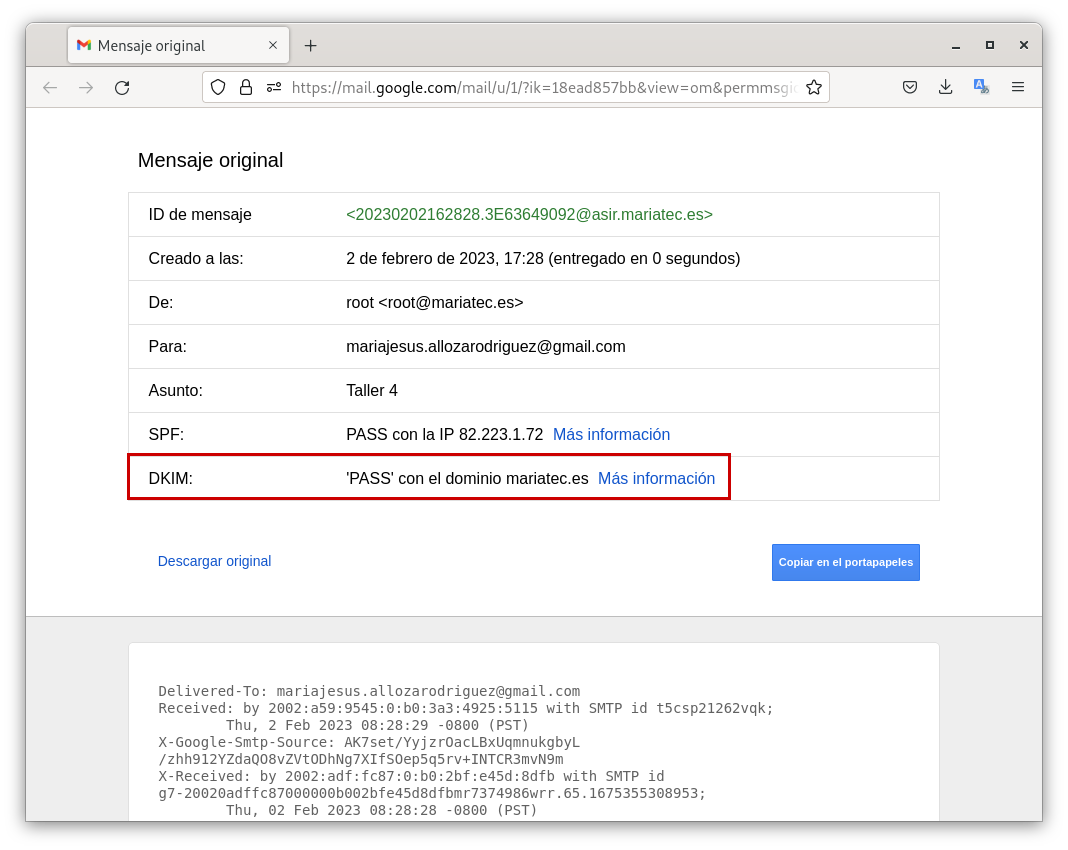 Mensaje original
https://mail.google.com/mail/u/1/?ik=18ead857bb&view=om&permmsgi
Mensaje original
ID de mensaje <20230202162828.3E63649092@asir.mariatec.es>
Creado a las: 2 de febrero de 2023, 17:28 (entregado en 0 segundos)
De: root <root@mariatec.es>
Para: mariajesus.allozarodriguez@gmail.com
Asunto: Taller 4
SPF: PASS con la IP 82.223.1.72 Más información
DKIM: 'PASS' con el dominio mariatec.es Más información
Descargar original Copiar en el portapapeles
Delivered-To: mariajesus.allozarodriguez@gmail.com
Received: by 2002:a59:9545:0:b0:3a3:4925:5115 with SMTP id t5csp21262vqk;
Thu, 2 Feb 2023 08:28:29 -0800 (PST)
X-Google-Smtp-Source: AK7set/YyjzrOacLBxUqmnukgbyL
/zhh912YZdaQO8vZVtODhNg7XIfSOep5q5rv+INTCR3mvN9m
X-Received: by 2002:adf:fc87:0:b0:2bf:e45d:8dfb with SMTP id
g7-20020adffc87000000b002bfe45d8dfbmr7374986wrr.65.1675355308953;
Thu, 02 Feb 2023 08:28:28 -0800 (PST)